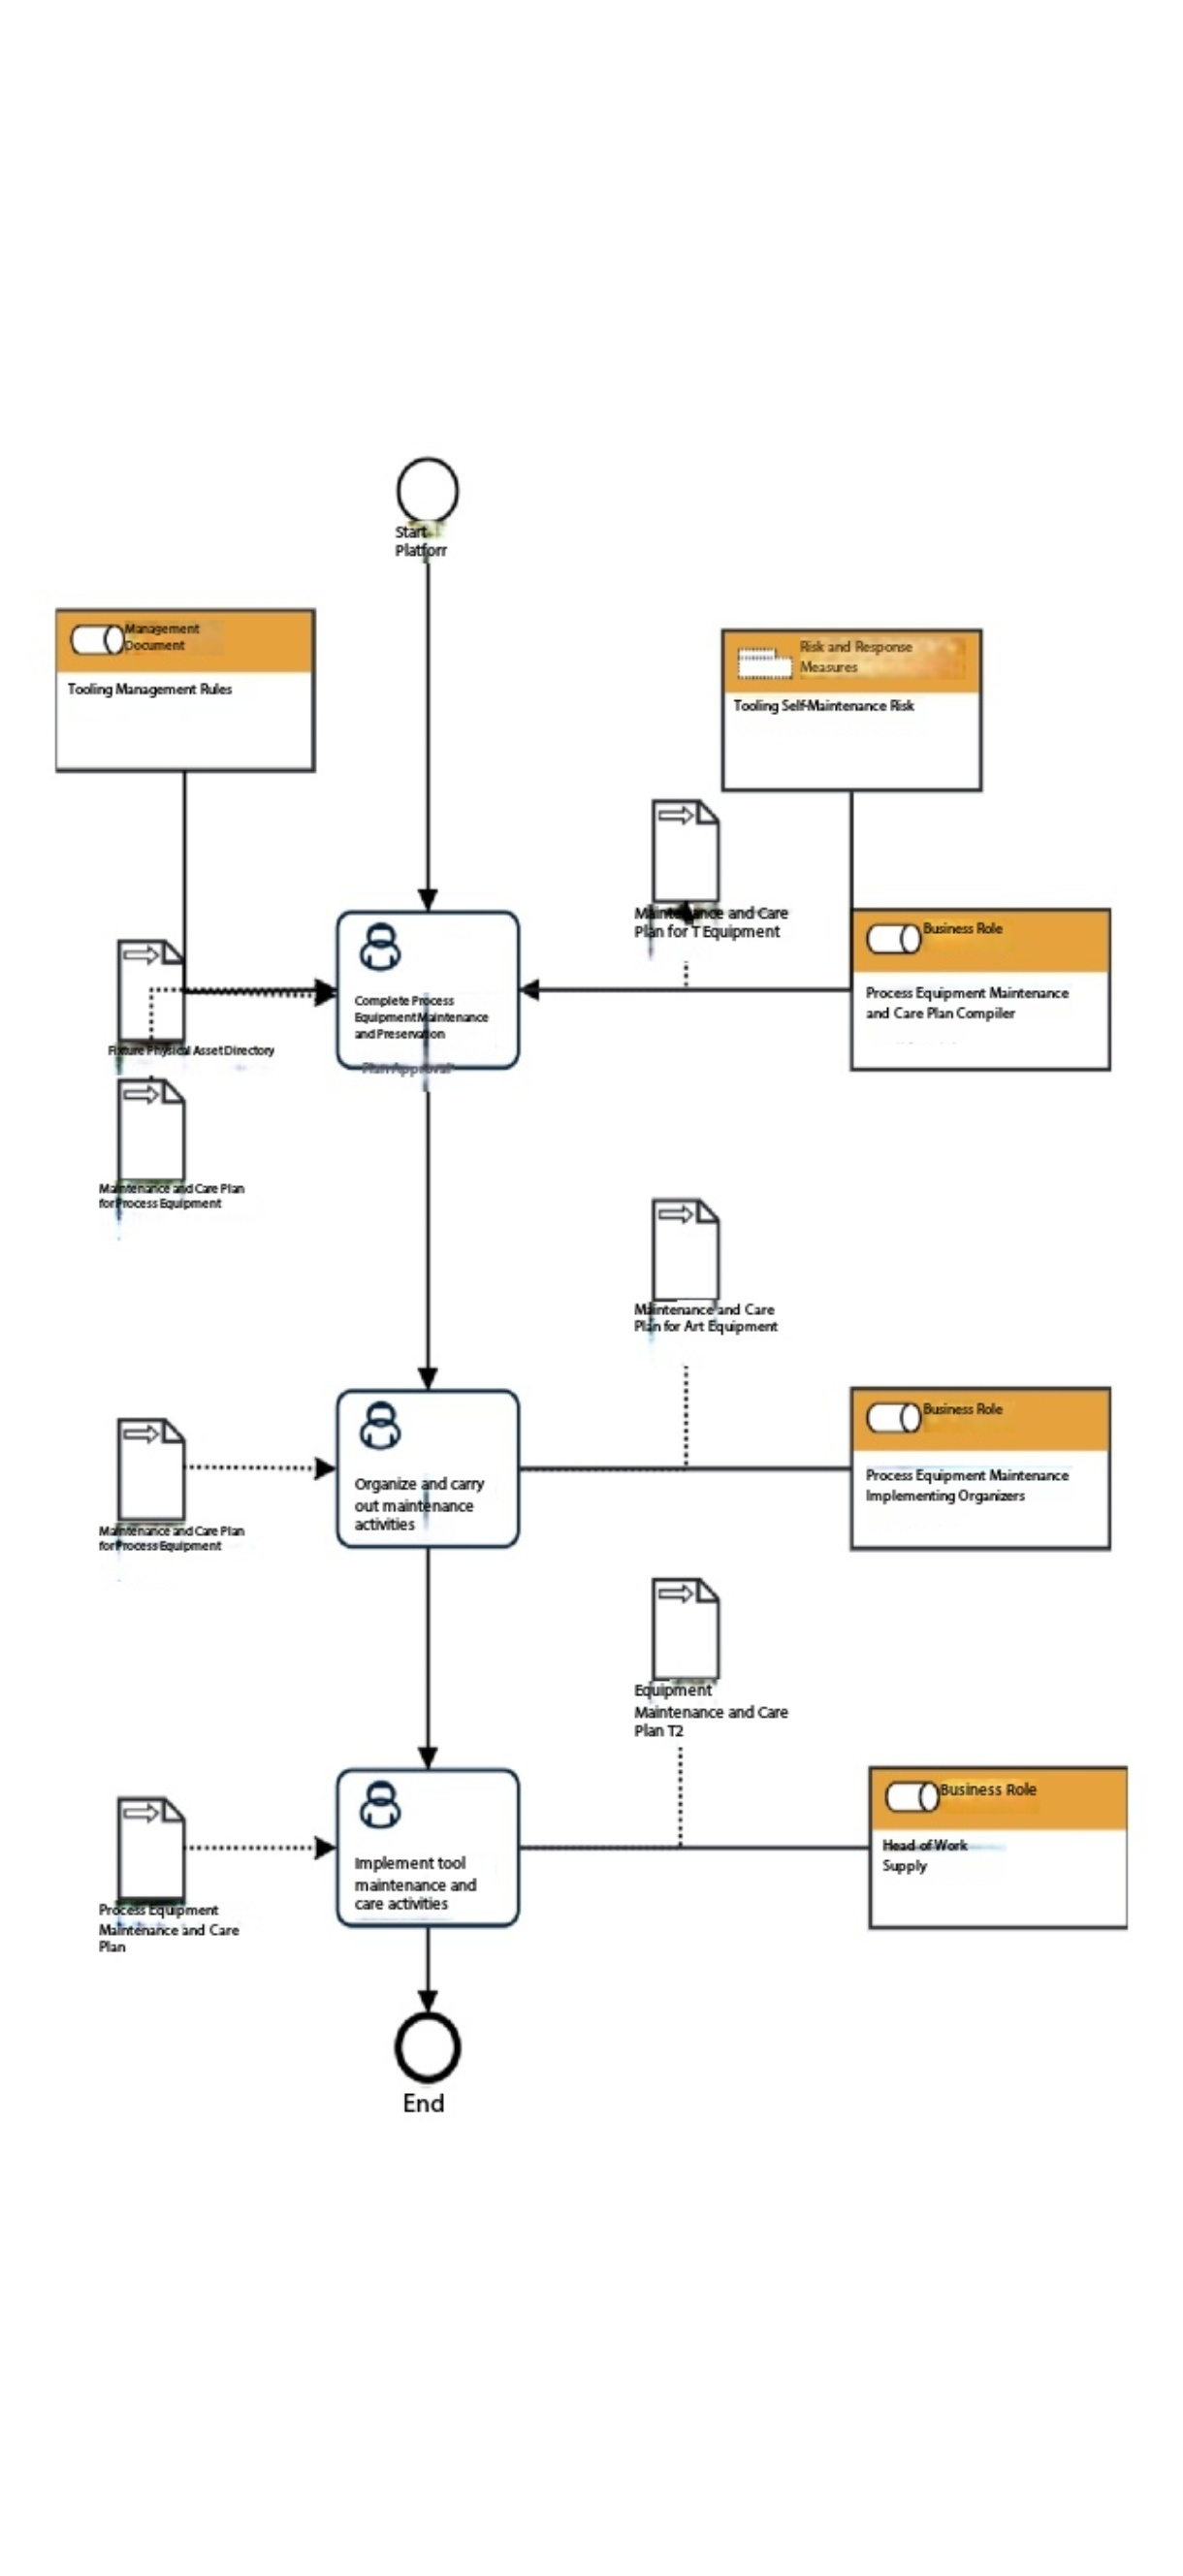 Start
Platforr
Management
Document
Tooling Management Rules
Risk and Response
Measures
Tooling Self-Maintenance Risk
Maintenance and Care
Plan for T Equipment
Business Role
Process Equipment Maintenance
and Care Plan Compiler
Complete Process
Equipment Maintenance
and Preservation
Plan Approval
Fixture Physical Asset Directory
Maintenance and Care Plan
for Process Equipment
Maintenance and Care
Plan for Art Equipment
Business Role
Process Equipment Maintenance
Implementing Organizers
Organize and carry
out maintenance
activities
Maintenance and Care Plan
for Process Equipment
Equipment
Maintenance and Care
Plan T2
Business Role
Head of Work
Supply
Implement tool
maintenance and
care activities
Process Equipment
Maintenance and Care
Plan
End